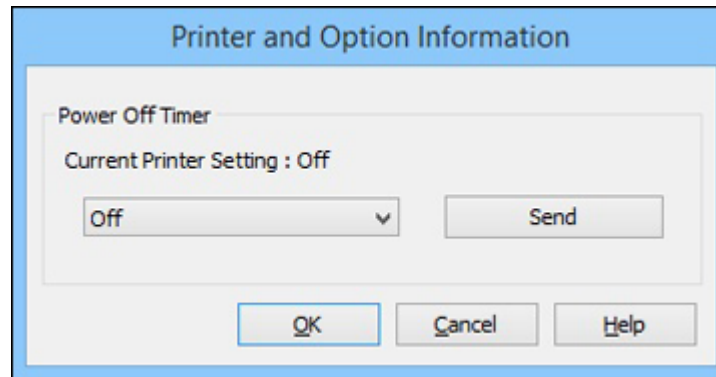 Printer and Option Information
Power Off Timer
Current Printer Setting : Off
Off
Send
OK
Cancel
Help